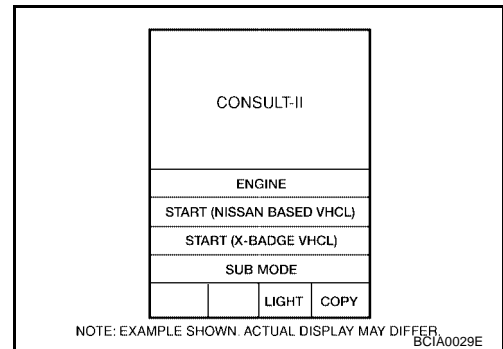 CONSULT-II
ENGINE
START (NISSAN BASED VHCL)
START (X-BADGE VHCL)
SUB MODE
LIGHT COPY
NOTE: EXAMPLE SHOWN. ACTUAL DISPLAY MAY DIFFER.
BCIA0029E